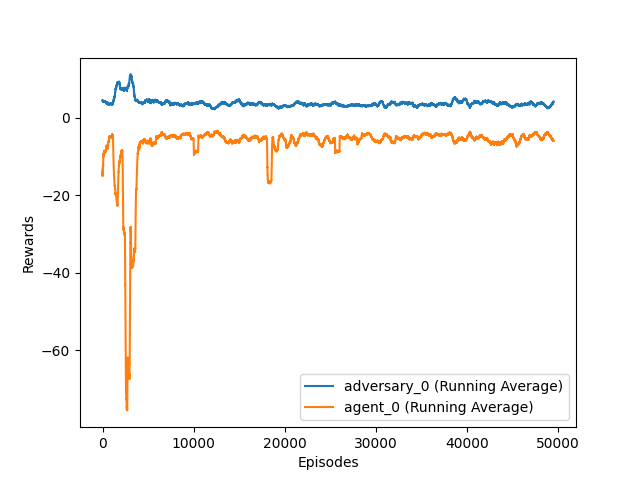 0
−20
−40
−60
Rewards
0
10000
20000
30000
40000
50000
Episodes
adversary_0 (Running Average)
agent_0 (Running Average)